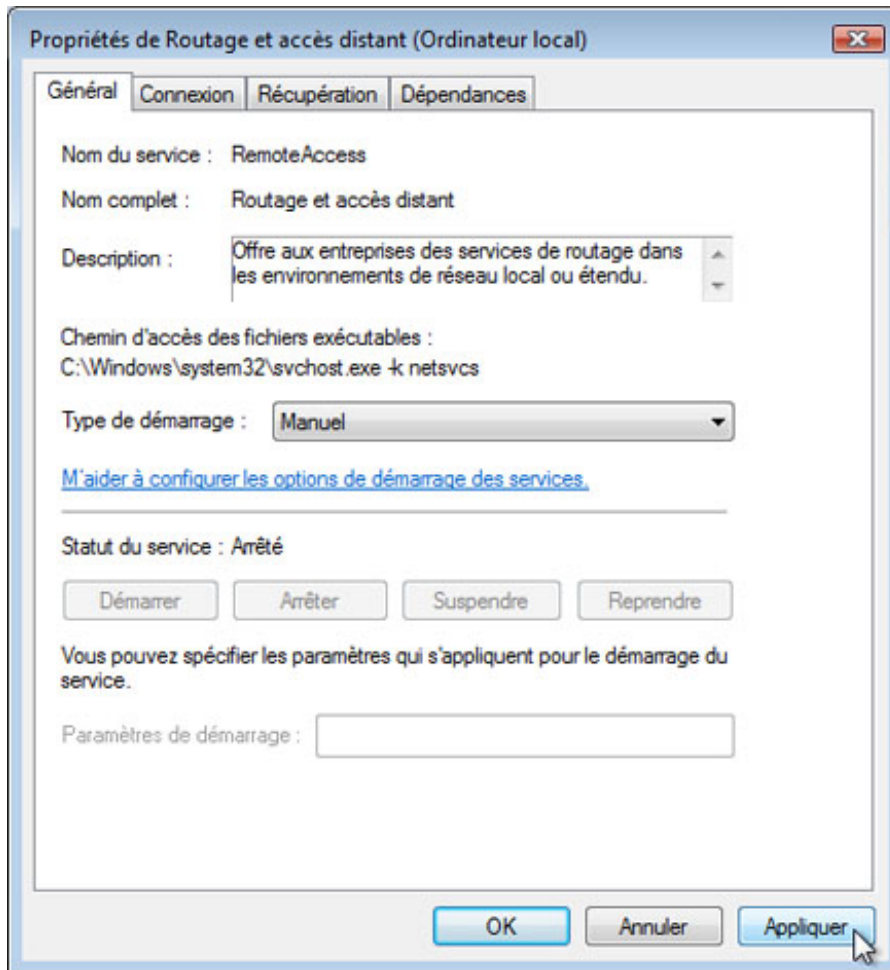 Propriétés de Routage et accès distant (Ordinateur local)
Général Connexion Récupération Dépendances
Nom du service : RemoteAccess
Nom complet : Routage et accès distant
Description : Offre aux entreprises des services de routage dans
les environnements de réseau local ou étendu.
Chemin d'accès des fichiers exécutables :
C:\Windows\system32\svchost.exe -k netsvcs
Type de démarrage : Manuel
M'aider à configurer les options de démarrage des services.
Statut du service : Arrêté
Démarrer Arrêter Suspendre Reprendre
Vous pouvez spécifier les paramètres qui s'appliquent pour le démarrage du
service.
Paramètres de démarrage :
OK Annuler Appliquer